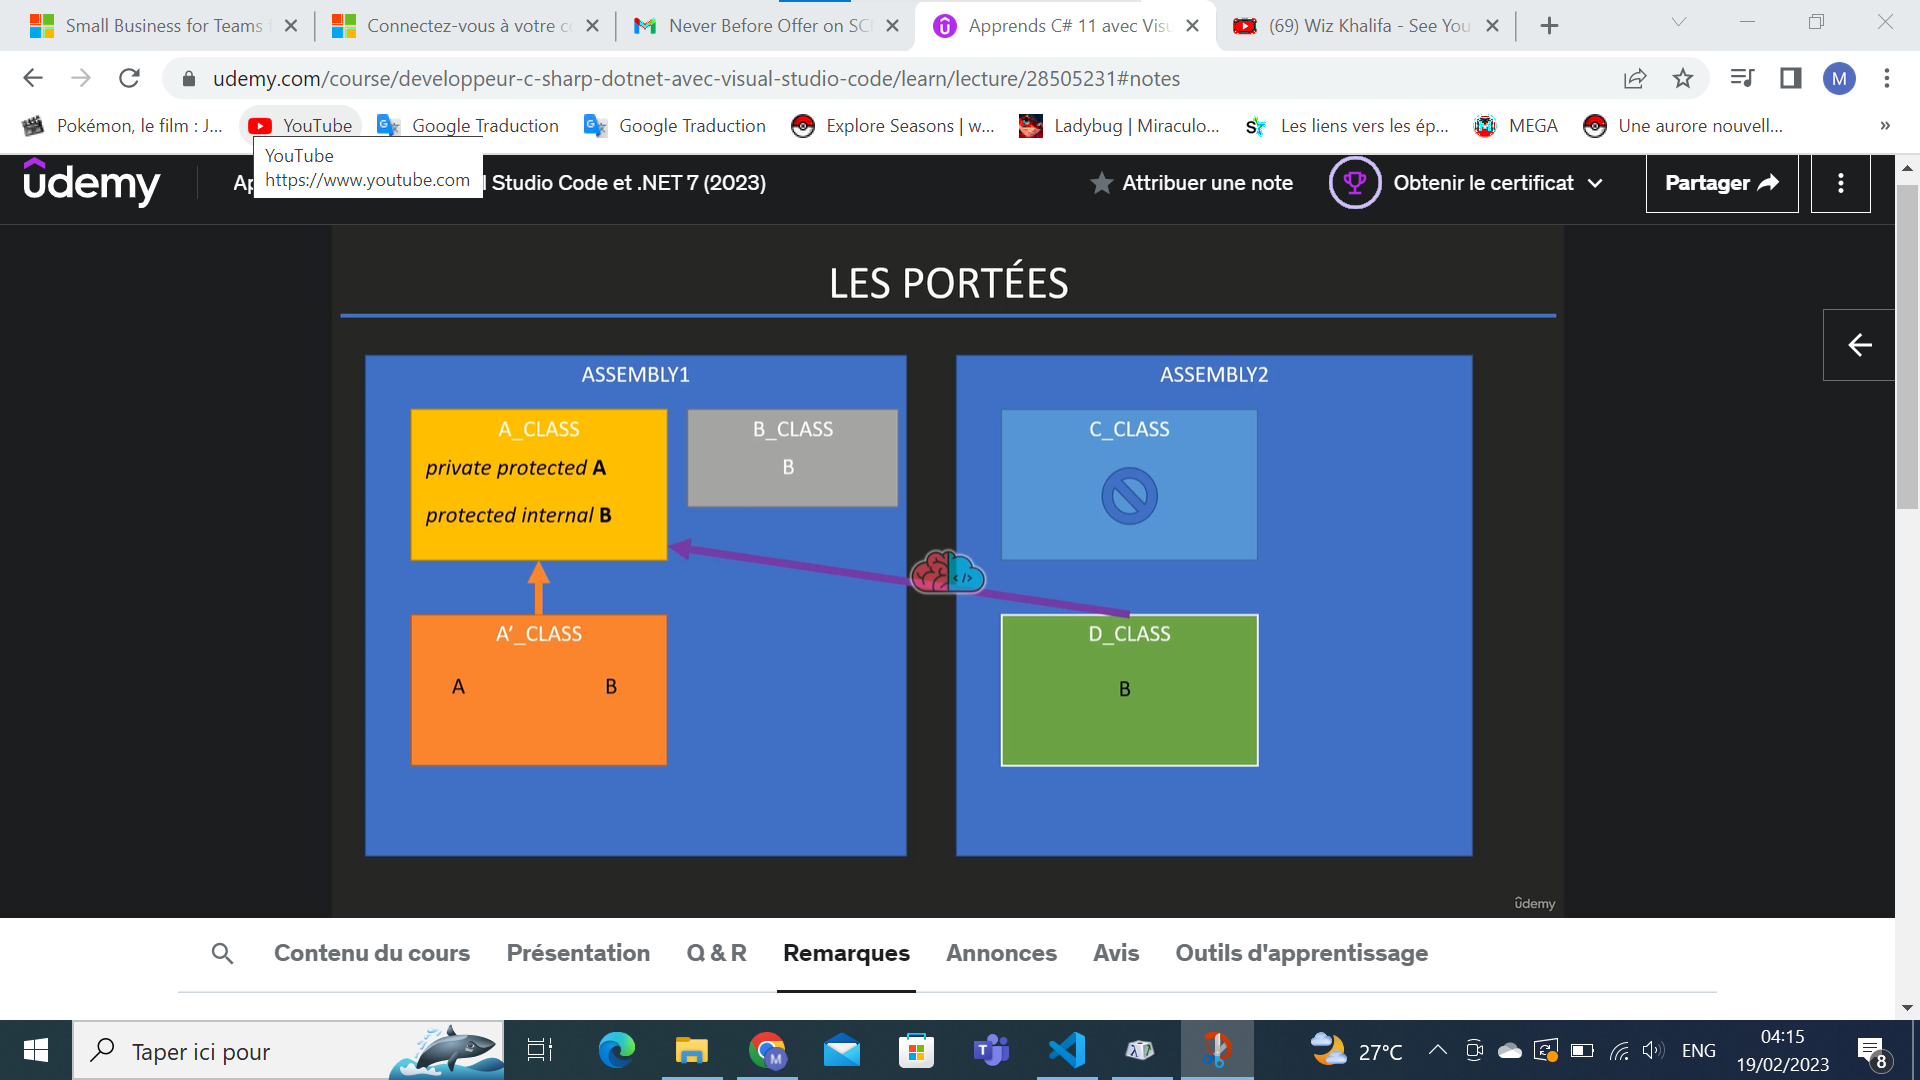 Small Business for Teams
Connectez-vous à votre
Never Before Offer on
Apprends C# 11 avec
(69) Wiz Khalifa - See You
udemy.com/course/developpeur-c-sharp-dotnet-avec-visual-studio-code/learn/lecture/28505231#notes
M
Pokémon, le film : J...
YouTube
Google Traduction
Google Traduction
Explore Seasons | w...
Ladybug | Miraculo...
Les liens vers les ép...
MEGA
Une aurore nouvell...
»
YouTube
https://www.youtube.com
udemy
Studio Code et .NET 7 (2023)
Attribuer une note
Obtenir le certificat
Partager
LES PORTÉES
ASSEMBLY1
A_CLASS
private protected A
protected internal B
B_CLASS
B
A’_CLASS
A B
ASSEMBLY2
C_CLASS
</>
D_CLASS
B
udemy
Contenu du cours
Présentation
Q & R
Remarques
Annonces
Avis
Outils d'apprentissage
Taper ici pour
M
27°C
ENG
04:15
19/02/2023
8